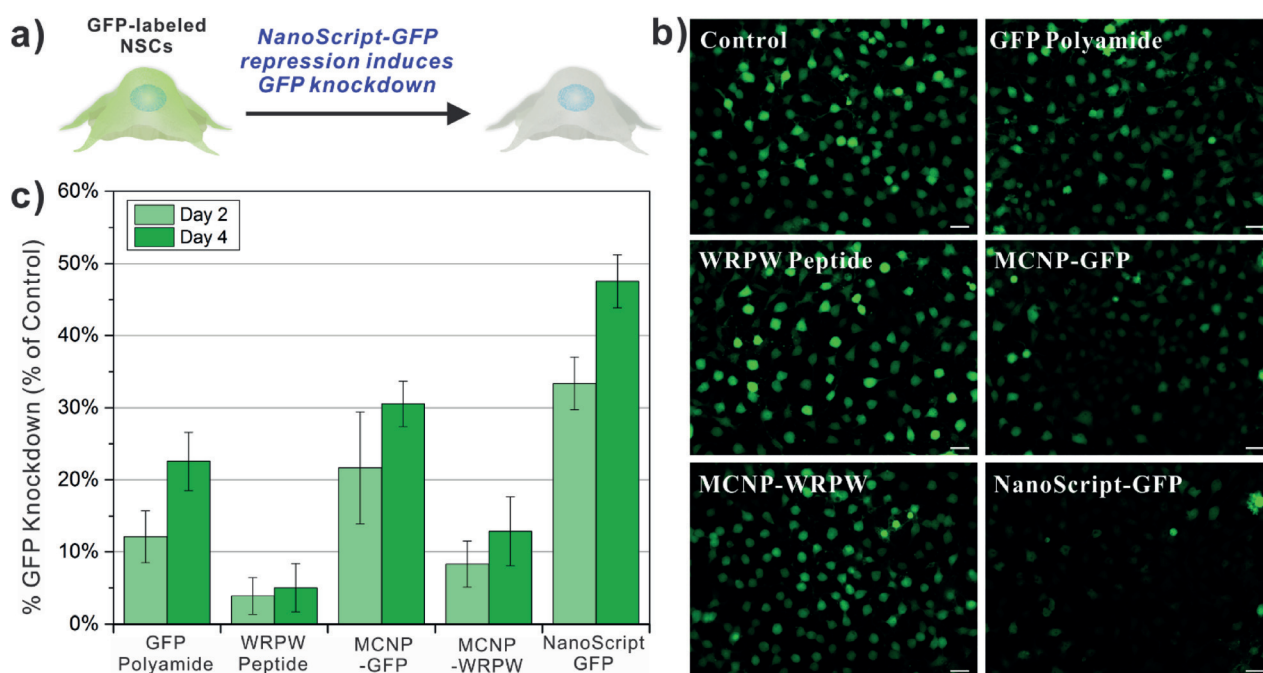 a)
GFP-labeled
NSCs
NanoScript-GFP
repression induces
GFP knockdown
b)
Control
GFP Polyamide
WRPW Peptide
MCNP-GFP
MCNP-WRPW
NanoScript-GFP
c)
% GFP Knockdown (% of Control)
60%
50%
40%
30%
20%
10%
0%
Day 2
Day 4
GFP
Polyamide
WRPW
Peptide
MCNP
-GFP
MCNP
-WRPW
NanoScript
GFP